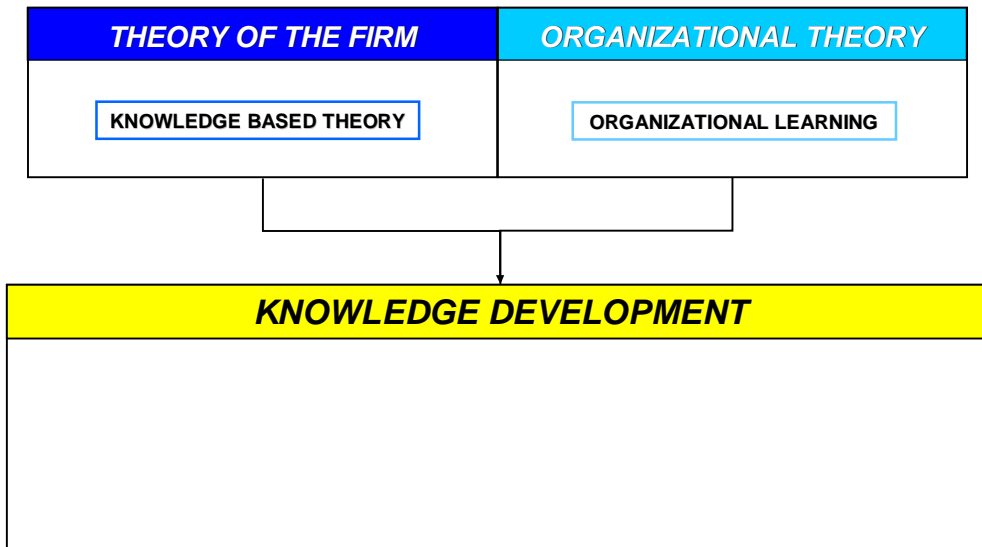 THEORY OF THE FIRM
ORGANIZATIONAL THEORY
KNOWLEDGE BASED THEORY
ORGANIZATIONAL LEARNING
KNOWLEDGE DEVELOPMENT